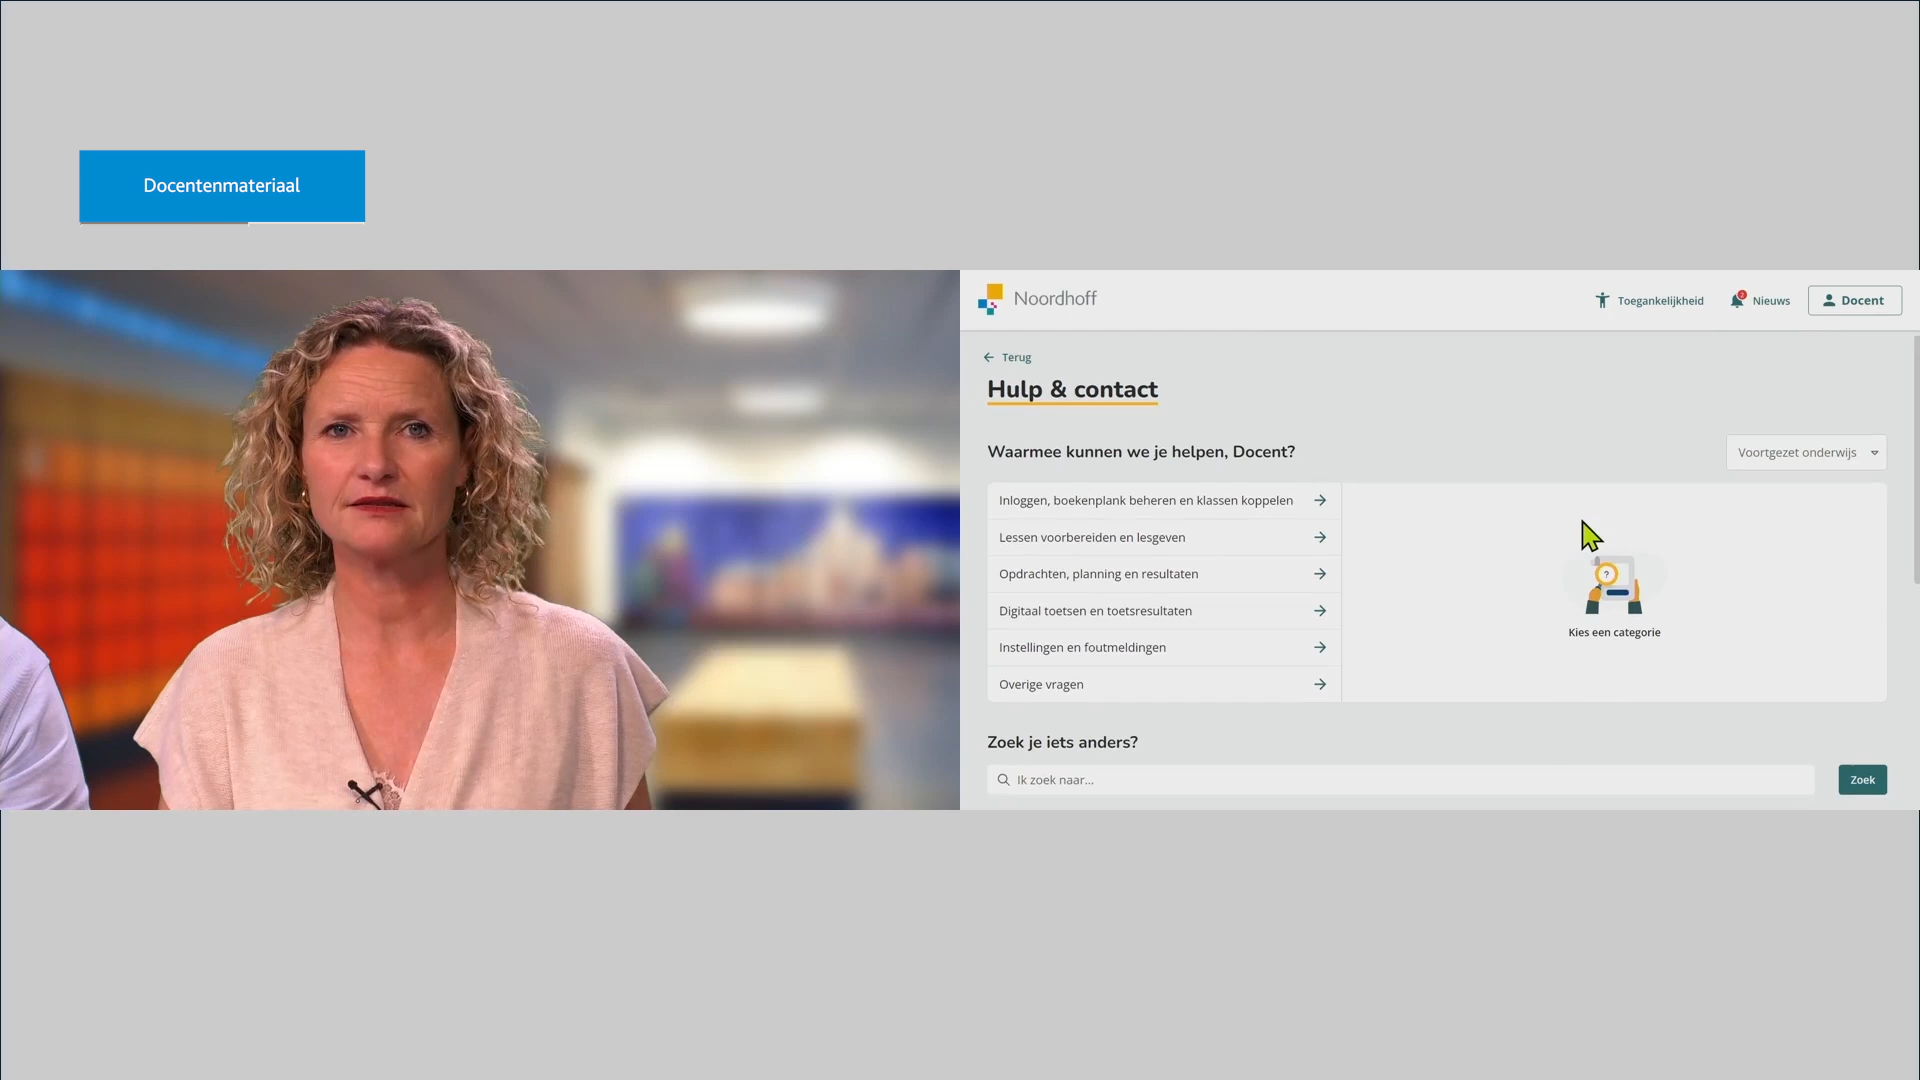 Docentenmateriaal
Noordhoff
Toegankelijkheid
2
Nieuws
Docent
Terug
Hulp & contact
Waarmee kunnen we je helpen, Docent?
Voortgezet onderwijs
Inloggen, boekenplank beheren en klassen koppelen
Lessen voorbereiden en lesgeven
Opdrachten, planning en resultaten
Digitaal toetsen en toetsresultaten
Instellingen en foutmeldingen
Overige vragen
?
Kies een categorie
Zoek je iets anders?
Ik zoek naar...
Zoek